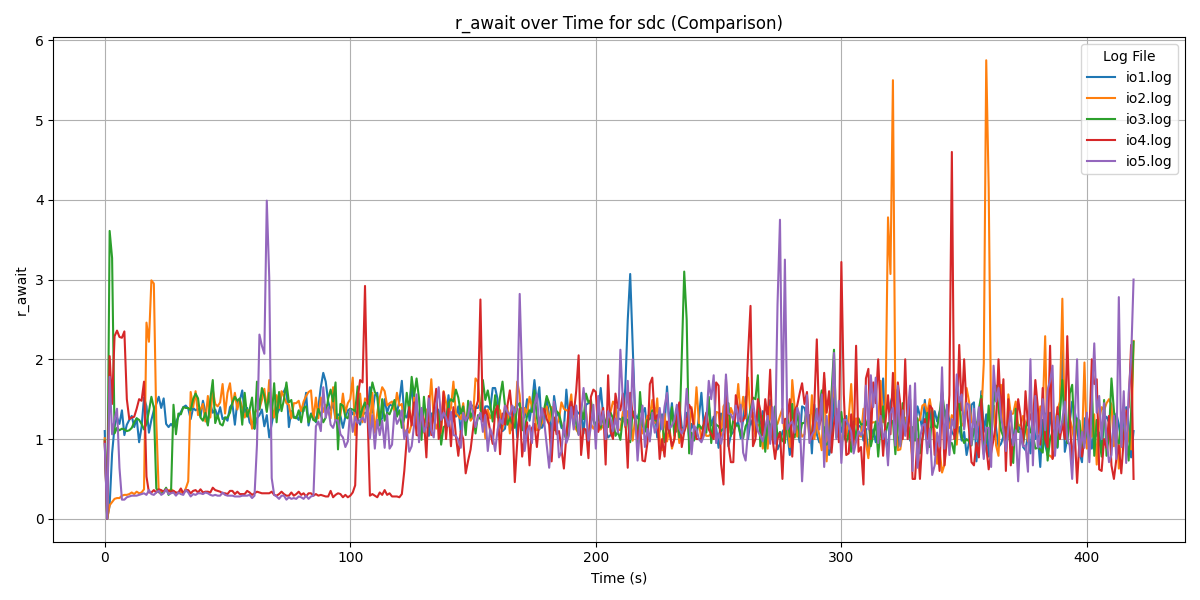 r_await over Time for sdc (Comparison)
Log File
io1.log
io2.log
io3.log
io4.log
io5.log
r_await
6
5
4
3
2
1
0
0 100 200 300 400
Time (s)